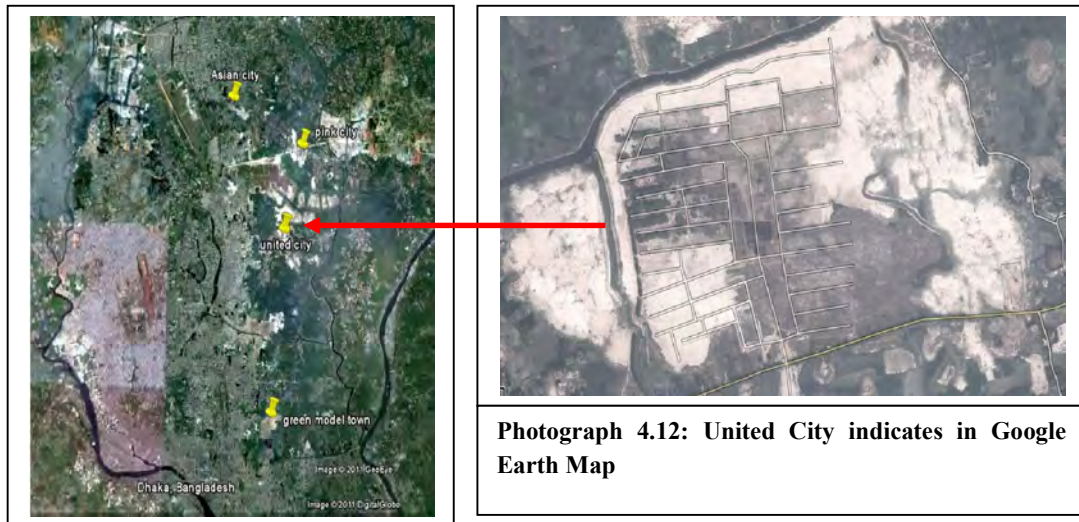 Asian city
pink city
united city
green model town
Image © 2011 GeoEye
Dhaka, Bangladesh
Image © 2011 DigitalGlobe
Photograph 4.12: United City indicates in Google
Earth Map